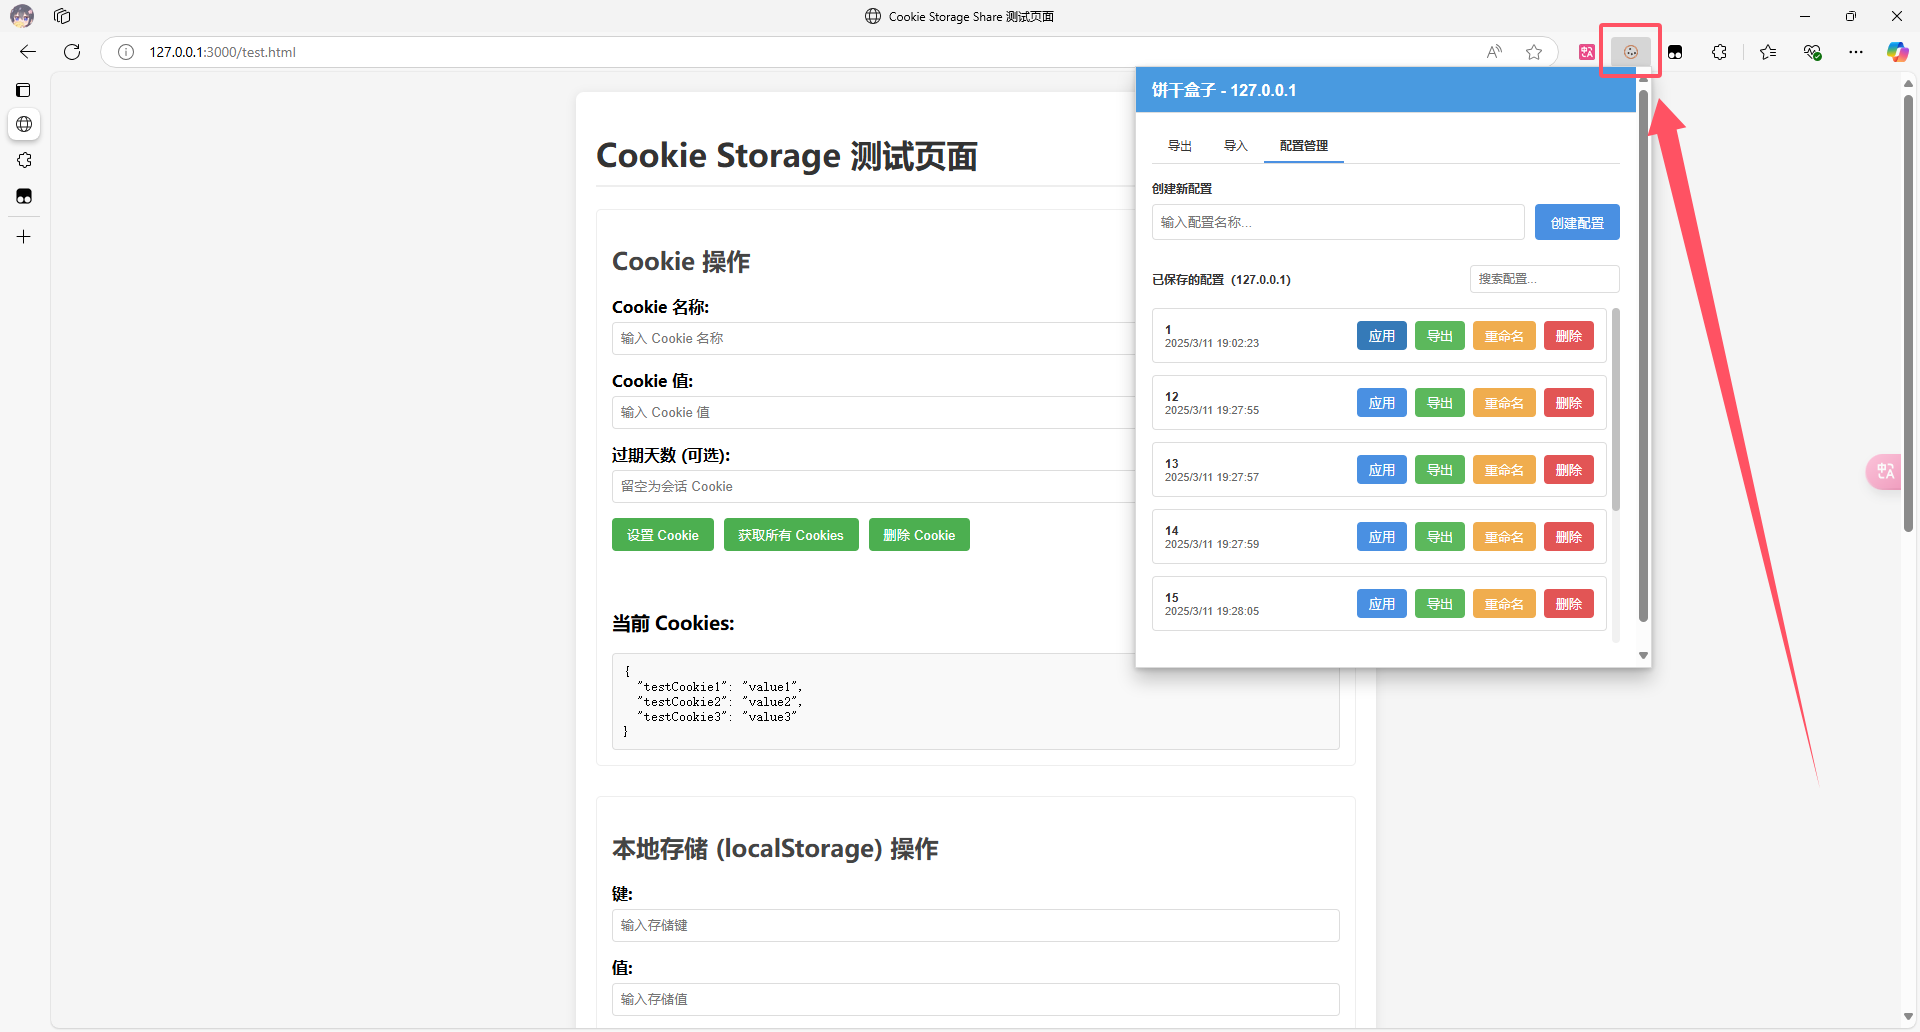 Cookie Storage Share 测试页面
127.0.0.1:3000/test.html
Cookie Storage 测试页面
Cookie 操作
Cookie 名称:
输入 Cookie 名称
Cookie 值:
输入 Cookie 值
过期天数 (可选):
留空为会话 Cookie
设置 Cookie 获取所有 Cookies 删除 Cookie
当前 Cookies:
{
"testCookie1": "value1",
"testCookie2": "value2",
"testCookie3": "value3"
}
本地存储 (localStorage) 操作
键:
输入存储键
值:
输入存储值
饼干盒子 - 127.0.0.1
导出 导入 配置管理
创建新配置
输入配置名称... 创建配置
已保存的配置 (127.0.0.1) 搜索配置...
1
2025/3/11 19:02:23
应用 导出 重命名 删除
12
2025/3/11 19:27:55
应用 导出 重命名 删除
13
2025/3/11 19:27:57
应用 导出 重命名 删除
14
2025/3/11 19:27:59
应用 导出 重命名 删除
15
2025/3/11 19:28:05
应用 导出 重命名 删除